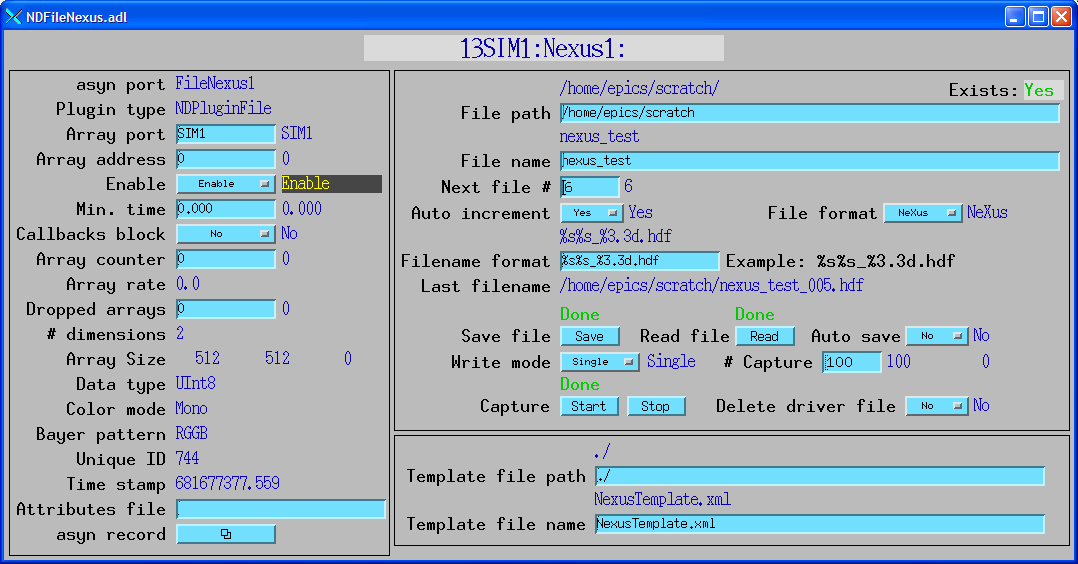 NDFileNexus.adl
13SIM1:Nexus1:
asyn port FileNexus1
Plugin type NDPluginFile
Array port SIM1 SIM1
Array address 0 0
Enable Enable Enable
Min. time 0.000 0.000
Callbacks block No No
Array counter 0 0
Array rate 0.0
Dropped arrays 0 0
# dimensions 2
Array Size 512 512 0
Data type UInt8
Color mode Mono
Bayer pattern RGGB
Unique ID 744
Time stamp 681677377.559
Attributes file
asyn record
/home/epics/scratch/ Exists: Yes
File path /home/epics/scratch
nexus_test
File name nexus_test
Next file # 6 6
Auto increment Yes Yes File format NeXus NeXus
%s%s_%3.3d.hdf
Filename format %s%s_%3.3d.hdf Example: %s%s_%3.3d.hdf
Last filename /home/epics/scratch/nexus_test_005.hdf
Done Done
Save file Save Read file Read Auto save No No
Write mode Single Single # Capture 100 100 0
Done
Capture Start Stop Delete driver file No No
./
Template file path ./
NexusTemplate.xml
Template file name NexusTemplate.xml